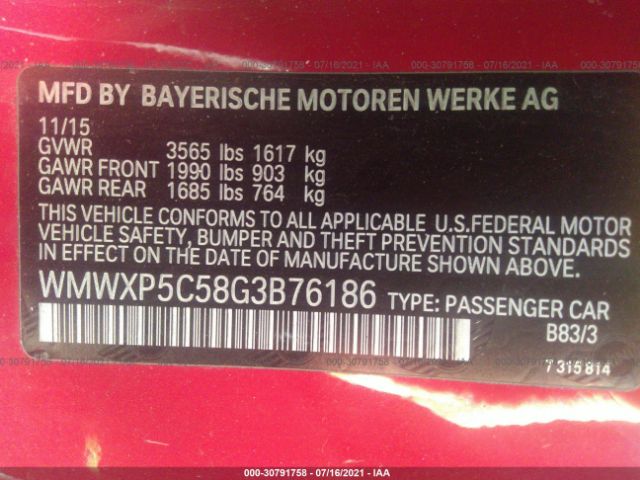 MFD BY BAYERISCHE MOTOREN WERKE AG
11/15
GVWR 3565 lbs 1617 kg
GAWR FRONT 1990 lbs 903 kg
GAWR REAR 1685 lbs 764 kg
THIS VEHICLE CONFORMS TO ALL APPLICABLE U.S.FEDERAL MOTOR
VEHICLE SAFETY, BUMPER AND THEFT PREVENTION STANDARDS
IN EFFECT ON THE DATE OF MANUFACTURE SHOWN ABOVE.
WMWXP5C58G3B76186 TYPE: PASSENGER CAR
B83/3
7 315 814
000-30791758 - 07/16/2021 - IAA